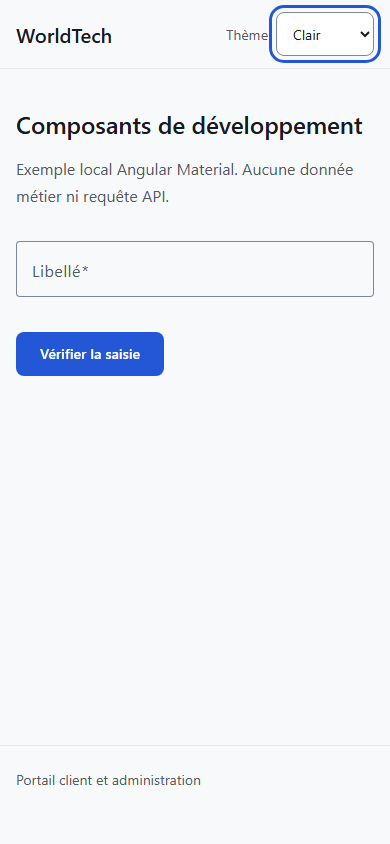 WorldTech
Thème
Clair
Composants de développement
Exemple local Angular Material. Aucune donnée
métier ni requête API.
Libellé*
Vérifier la saisie
Portail client et administration